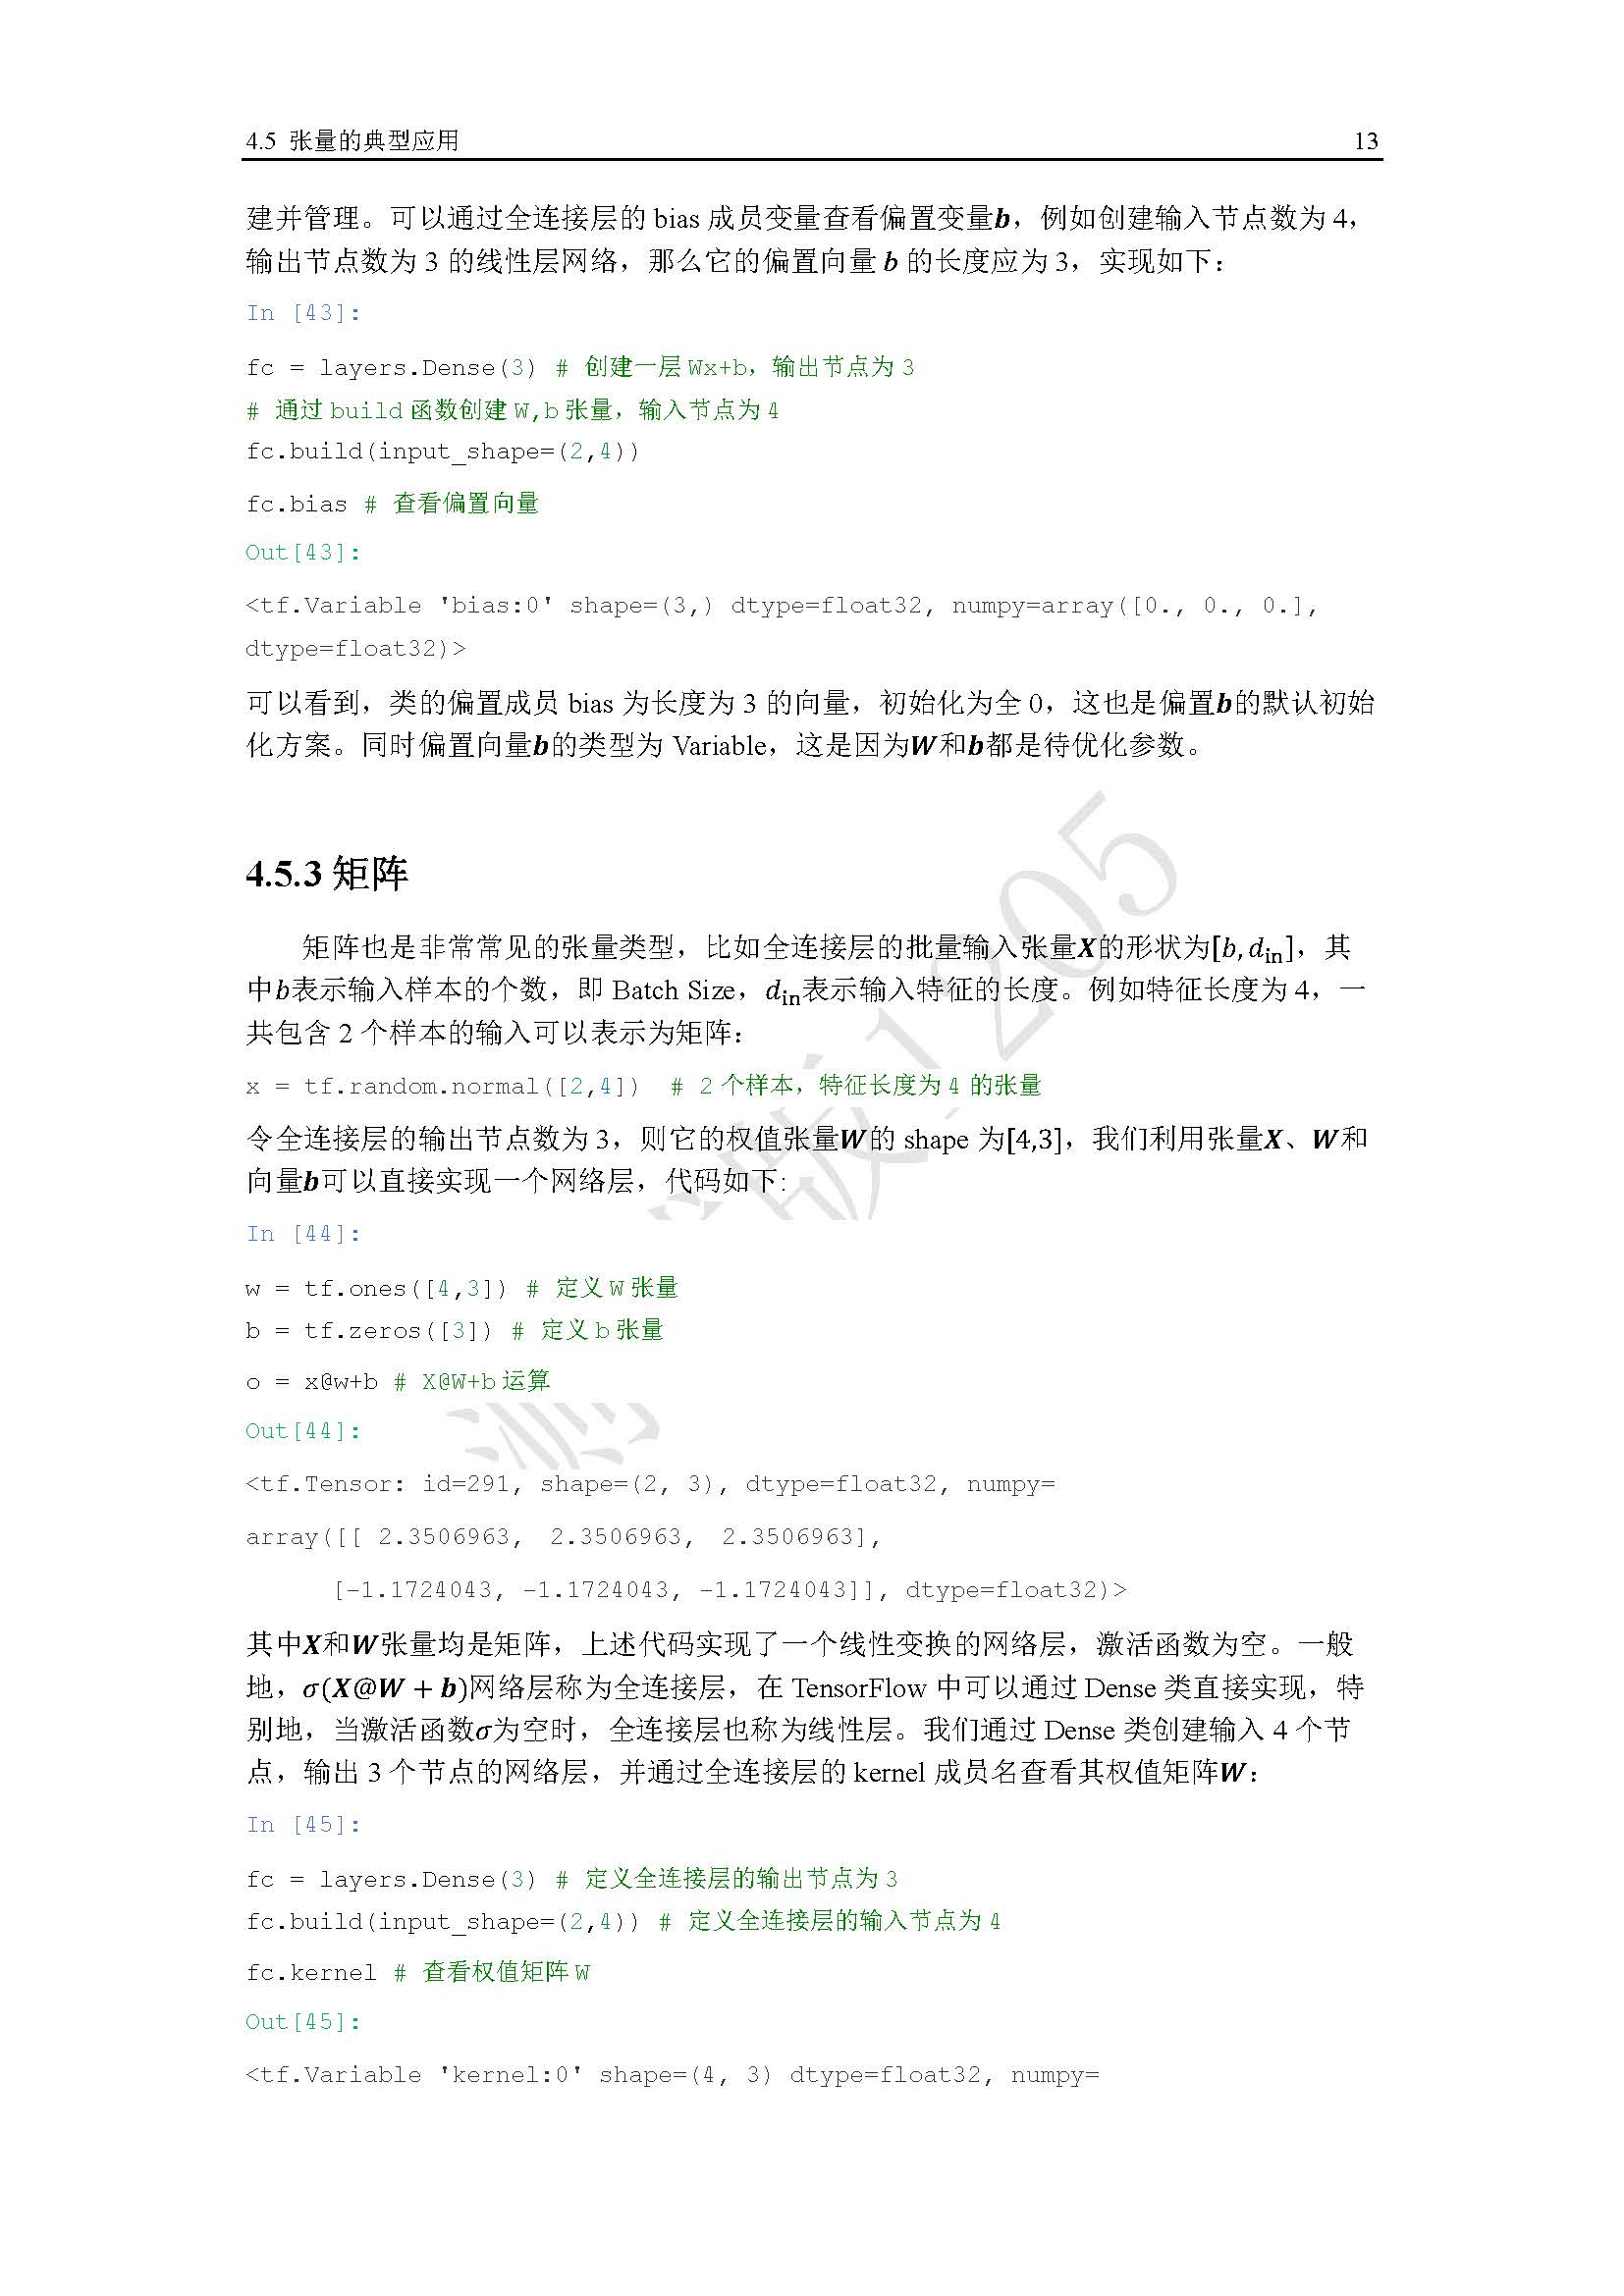 4.5 张量的典型应用 13
建并管理。可以通过全连接层的 bias 成员变量查看偏置变量b，例如创建输入节点数为 4，
输出节点数为 3 的线性层网络，那么它的偏置向量 b 的长度应为 3，实现如下：
In [43]:
fc = layers.Dense(3) # 创建一层 Wx+b，输出节点为 3
# 通过 build 函数创建 W,b 张量，输入节点为 4
fc.build(input_shape=(2,4))
fc.bias # 查看偏置向量
Out[43]:
<tf.Variable 'bias:0' shape=(3,) dtype=float32, numpy=array([0., 0., 0.],
dtype=float32)>
可以看到，类的偏置成员 bias 为长度为 3 的向量，初始化为全 0，这也是偏置b的默认初始
化方案。同时偏置向量b的类型为 Variable，这是因为W和b都是待优化参数。
4.5.3 矩阵
矩阵也是非常常见的张量类型，比如全连接层的批量输入张量X的形状为[b, d_in]，其
中b表示输入样本的个数，即 Batch Size，d_in表示输入特征的长度。例如特征长度为 4，一
共包含 2 个样本的输入可以表示为矩阵：
x = tf.random.normal([2,4])  # 2 个样本，特征长度为 4 的张量
令全连接层的输出节点数为 3，则它的权值张量W的 shape 为[4,3]，我们利用张量X、W和
向量b可以直接实现一个网络层，代码如下:
In [44]:
w = tf.ones([4,3]) # 定义 W 张量
b = tf.zeros([3]) # 定义 b 张量
o = x@w+b # X@W+b 运算
Out[44]:
<tf.Tensor: id=291, shape=(2, 3), dtype=float32, numpy=
array([[ 2.3506963,  2.3506963,  2.3506963],
[-1.1724043, -1.1724043, -1.1724043]], dtype=float32)>
其中X和W张量均是矩阵，上述代码实现了一个线性变换的网络层，激活函数为空。一般
地，σ(X@W + b)网络层称为全连接层，在 TensorFlow 中可以通过 Dense 类直接实现，特
别地，当激活函数σ为空时，全连接层也称为线性层。我们通过 Dense 类创建输入 4 个节
点，输出 3 个节点的网络层，并通过全连接层的 kernel 成员名查看其权值矩阵W：
In [45]:
fc = layers.Dense(3) # 定义全连接层的输出节点为 3
fc.build(input_shape=(2,4)) # 定义全连接层的输入节点为 4
fc.kernel # 查看权值矩阵 W
Out[45]:
<tf.Variable 'kernel:0' shape=(4, 3) dtype=float32, numpy=